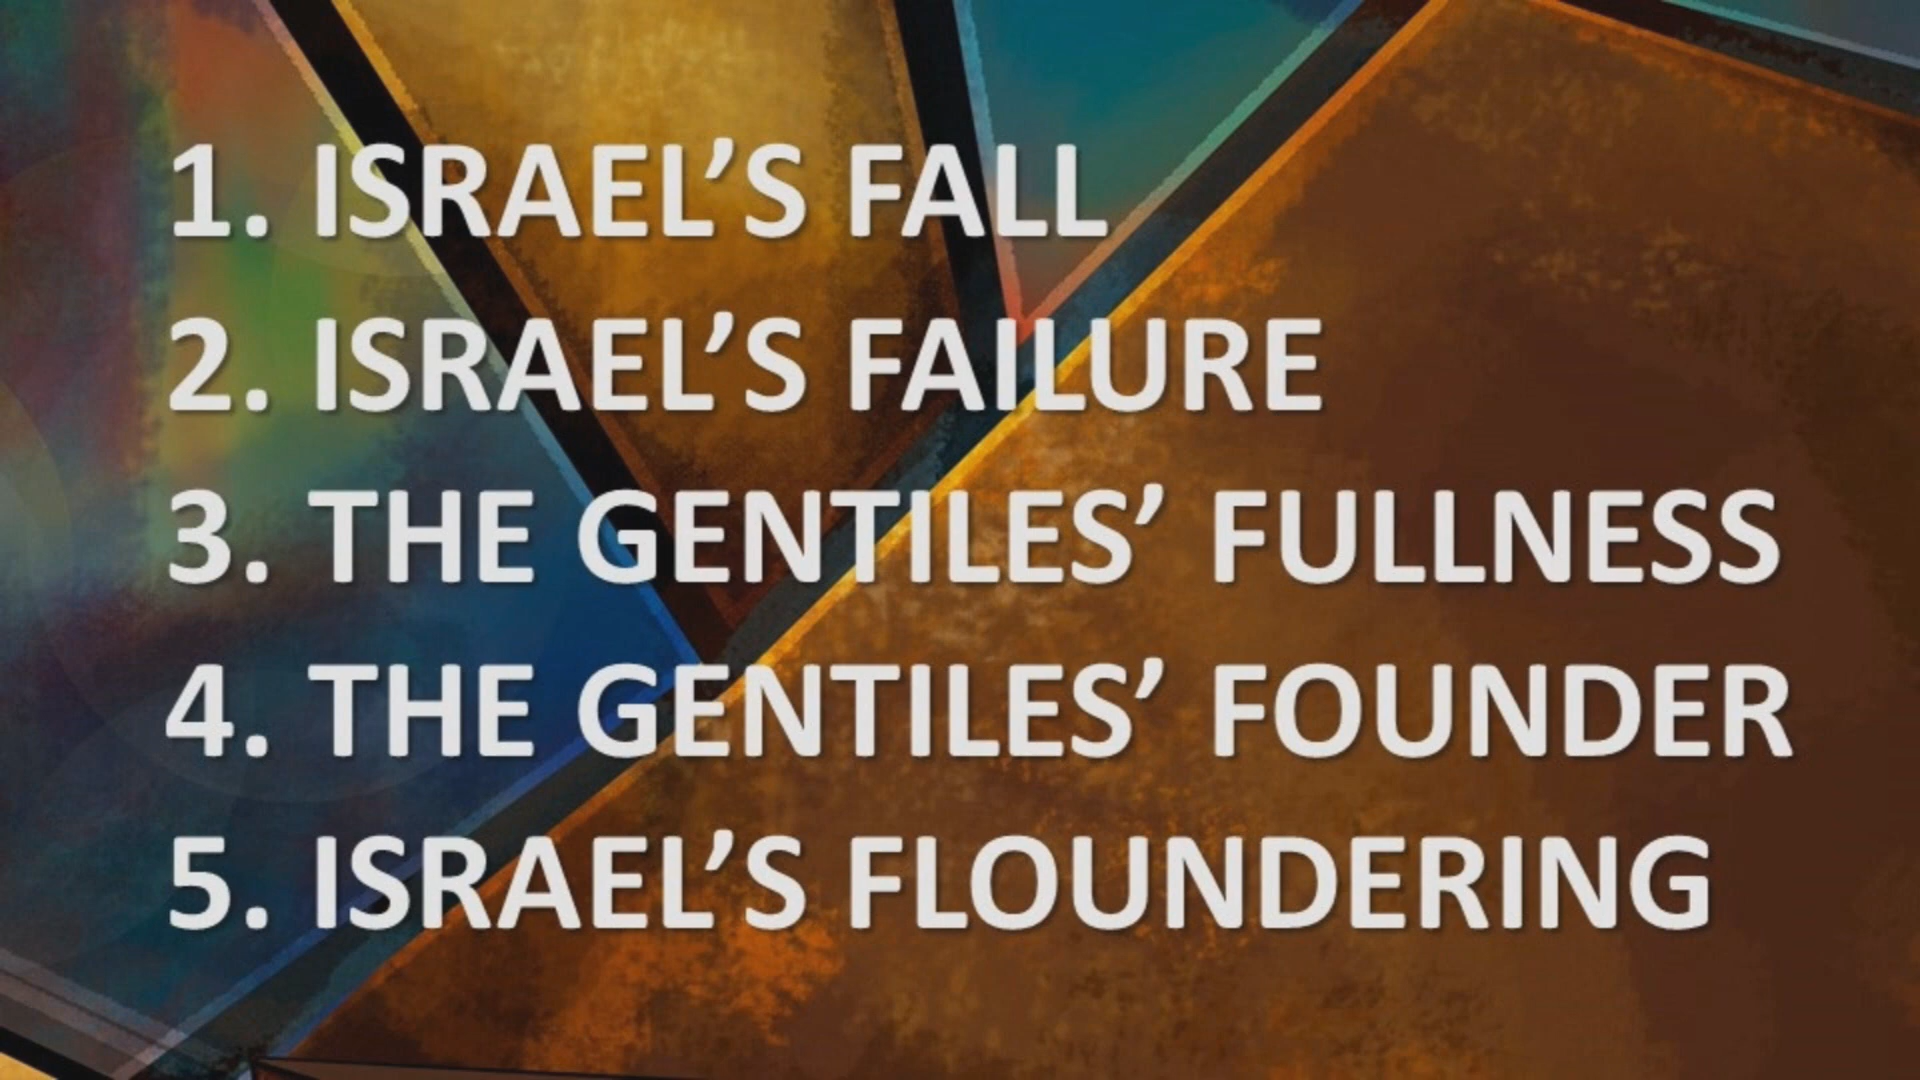 1. ISRAEL’S FALL
2. ISRAEL’S FAILURE
3. THE GENTILES’ FULLNESS
4. THE GENTILES’ FOUNDER
5. ISRAEL’S FLOUNDERING